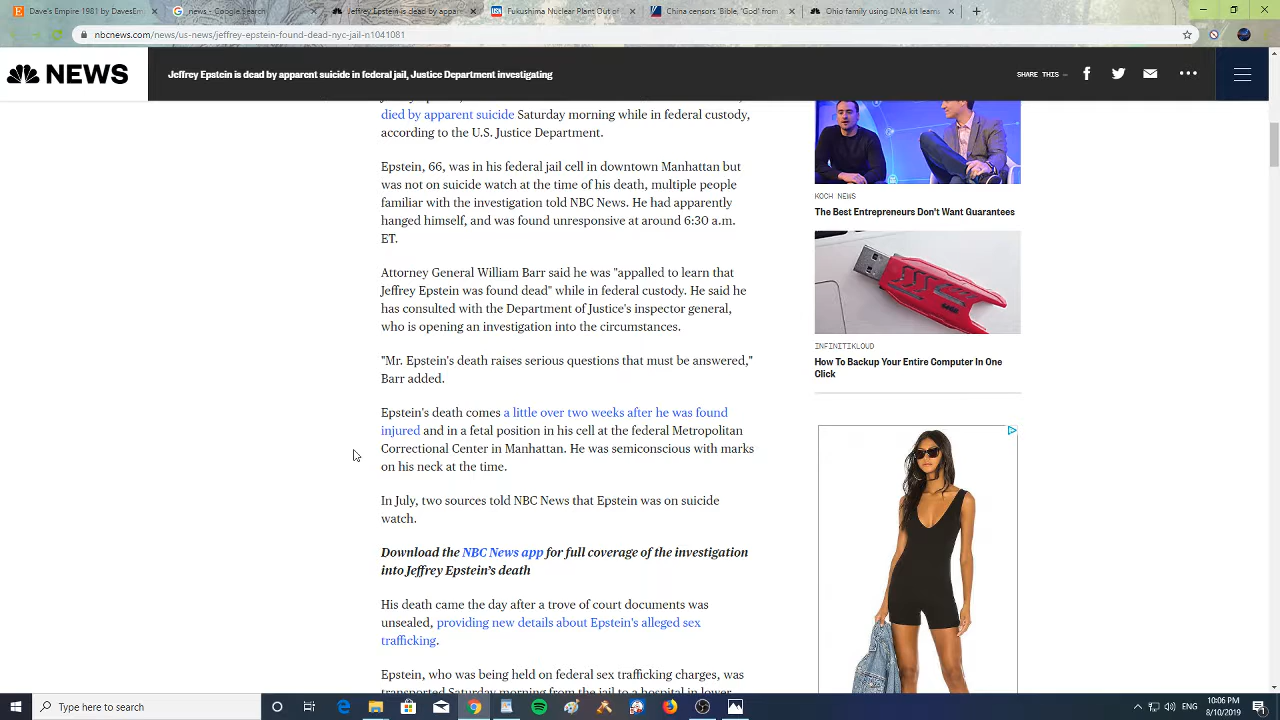 Dave's Empire 1981 by DavesEm
news - Google Search
Jeffrey Epstein is dead by appare
Fukushima Nuclear Plant Out of
China censors 'Bible,' 'God' from
Ohio family using DNA kit learn
nbcnews.com/news/us-news/jeffrey-epstein-found-dead-nyc-jail-n1041081
NEWS
Jeffrey Epstein is dead by apparent suicide in federal jail, Justice Department investigating
SHARE THIS —
died by apparent suicide Saturday morning while in federal custody,
according to the U.S. Justice Department.
Epstein, 66, was in his federal jail cell in downtown Manhattan but
was not on suicide watch at the time of his death, multiple people
familiar with the investigation told NBC News. He had apparently
hanged himself, and was found unresponsive at around 6:30 a.m.
ET.
Attorney General William Barr said he was "appalled to learn that
Jeffrey Epstein was found dead" while in federal custody. He said he
has consulted with the Department of Justice's inspector general,
who is opening an investigation into the circumstances.
"Mr. Epstein's death raises serious questions that must be answered,"
Barr added.
Epstein's death comes a little over two weeks after he was found
injured and in a fetal position in his cell at the federal Metropolitan
Correctional Center in Manhattan. He was semiconscious with marks
on his neck at the time.
In July, two sources told NBC News that Epstein was on suicide
watch.
Download the NBC News app for full coverage of the investigation
into Jeffrey Epstein's death
His death came the day after a trove of court documents was
unsealed, providing new details about Epstein's alleged sex
trafficking.
Epstein, who was being held on federal sex trafficking charges, was
transported Saturday morning from the jail to a hospital in lower
KOCH NEWS
The Best Entrepreneurs Don't Want Guarantees
INFINITIKLOUD
How To Backup Your Entire Computer In One
Click
Type here to search
ENG
10:06 PM
8/10/2019